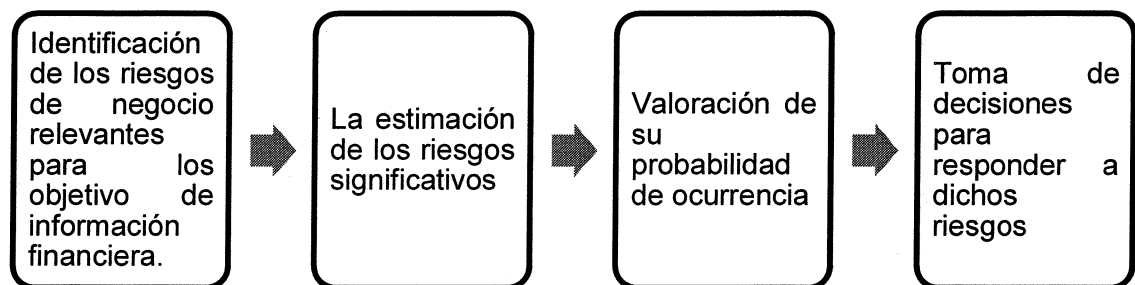 Identificación
de los riesgos
de negocio
relevantes
para los
objetivo de
información
financiera.
La estimación
de los riesgos
significativos
Valoración de
su
probabilidad
de ocurrencia
Toma de
decisiones
para
responder a
dichos
riesgos